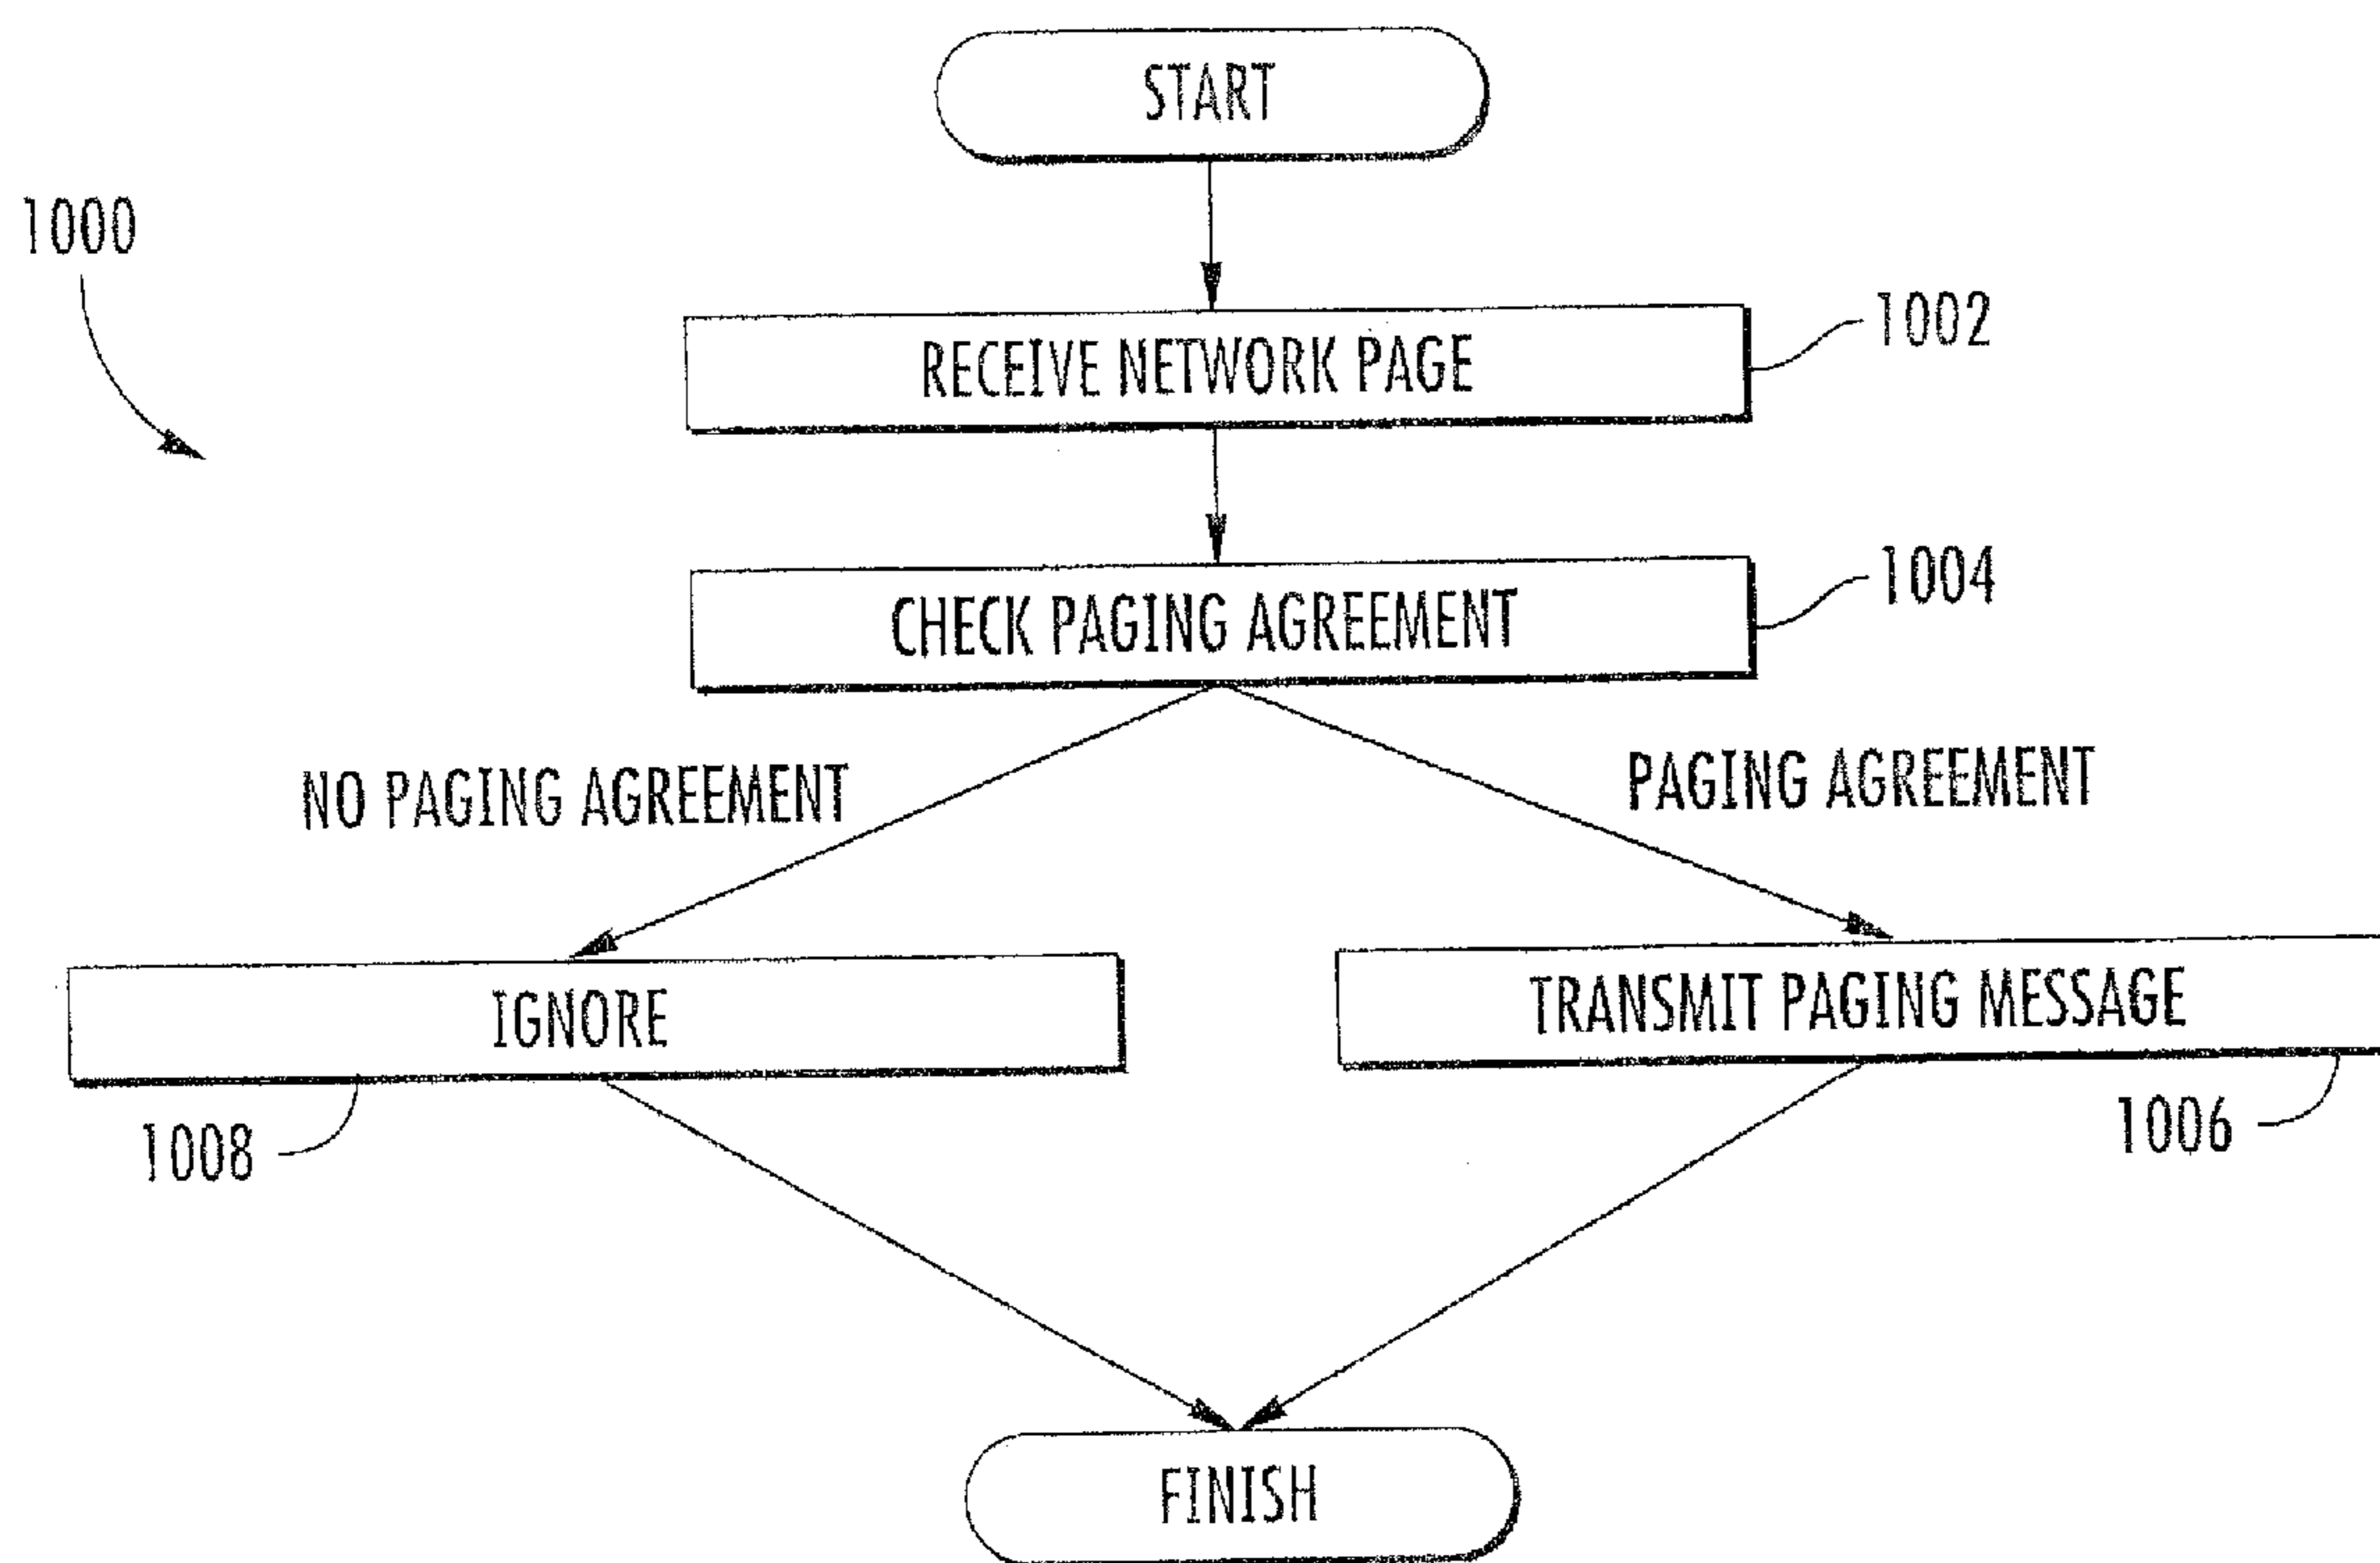 START
1000
RECEIVE NETWORK PAGE
1002
CHECK PAGING AGREEMENT
1004
NO PAGING AGREEMENT
PAGING AGREEMENT
IGNORE
TRANSMIT PAGING MESSAGE
1008
1006
FINISH